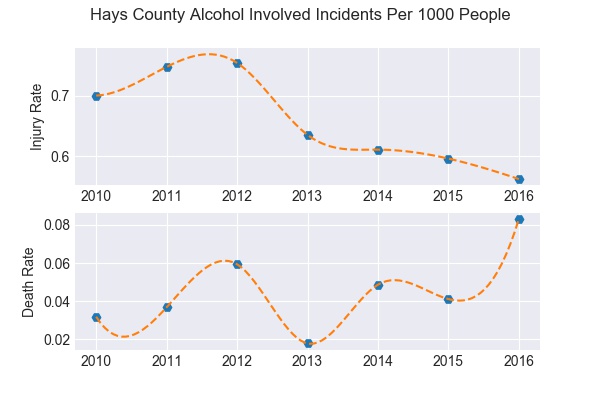 Hays County Alcohol Involved Incidents Per 1000 People
Injury Rate
0.7
0.6
2010 2011 2012 2013 2014 2015 2016
Death Rate
0.08
0.06
0.04
0.02
2010 2011 2012 2013 2014 2015 2016